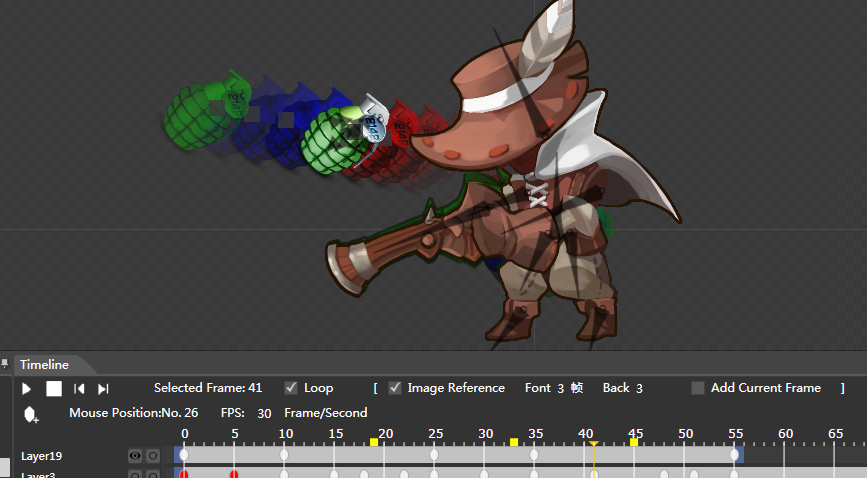 Timeline
Selected Frame: 41 Loop [ Image Reference Font 3 帧 Back 3 Add Current Frame ]
Mouse Position:No. 26 FPS: 30 Frame/Second
0 5 10 15 20 25 30 35 40 45 50 55 60 65
Layer19
Layer3